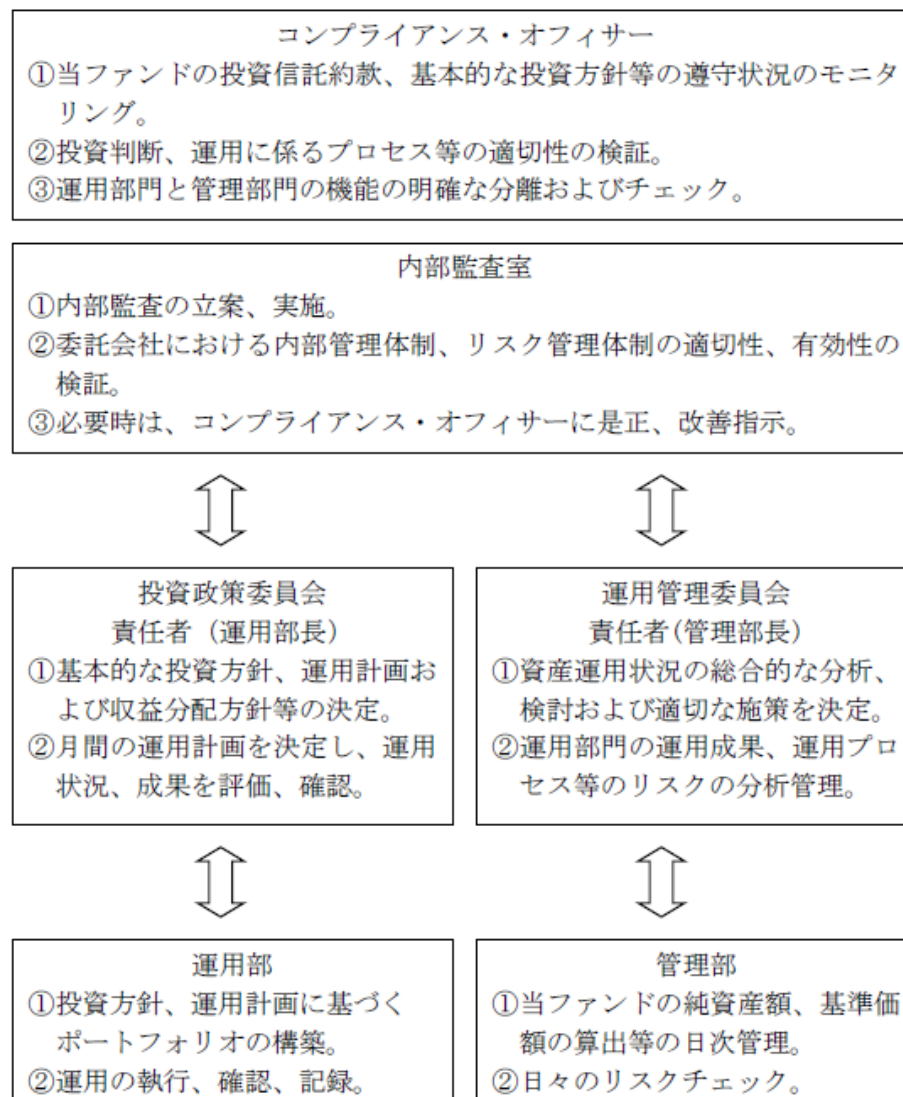 コンプライアンス・オフィサー
①当ファンドの投資信託約款、基本的な投資方針等の遵守状況のモニタ
リング。
②投資判断、運用に係るプロセス等の適切性の検証。
③運用部門と管理部門の機能の明確な分離およびチェック。
内部監査室
①内部監査の立案、実施。
②委託会社における内部管理体制、リスク管理体制の適切性、有効性の
検証。
③必要時は、コンプライアンス・オフィサーに是正、改善指示。
投資政策委員会
責任者（運用部長）
①基本的な投資方針、運用計画お
よび収益分配方針等の決定。
②月間の運用計画を決定し、運用
状況、成果を評価、確認。
運用管理委員会
責任者(管理部長）
①資産運用状況の総合的な分析、
検討および適切な施策を決定。
②運用部門の運用成果、運用プロ
セス等のリスクの分析管理。
運用部
①投資方針、運用計画に基づく
ポートフォリオの構築。
②運用の執行、確認、記録。
管理部
①当ファンドの純資産額、基準価
額の算出等の日次管理。
②日々のリスクチェック。